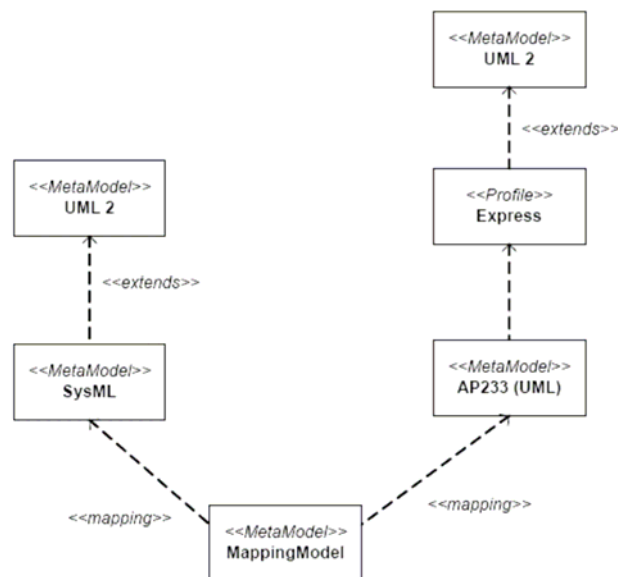 <<MetaModel>>
UML 2
<<extends>>
<<MetaModel>>
UML 2
<<Profile>>
Express
<<extends>>
<<MetaModel>>
SysML
<<MetaModel>>
AP233 (UML)
<<mapping>>
<<mapping>>
<<MetaModel>>
MappingModel